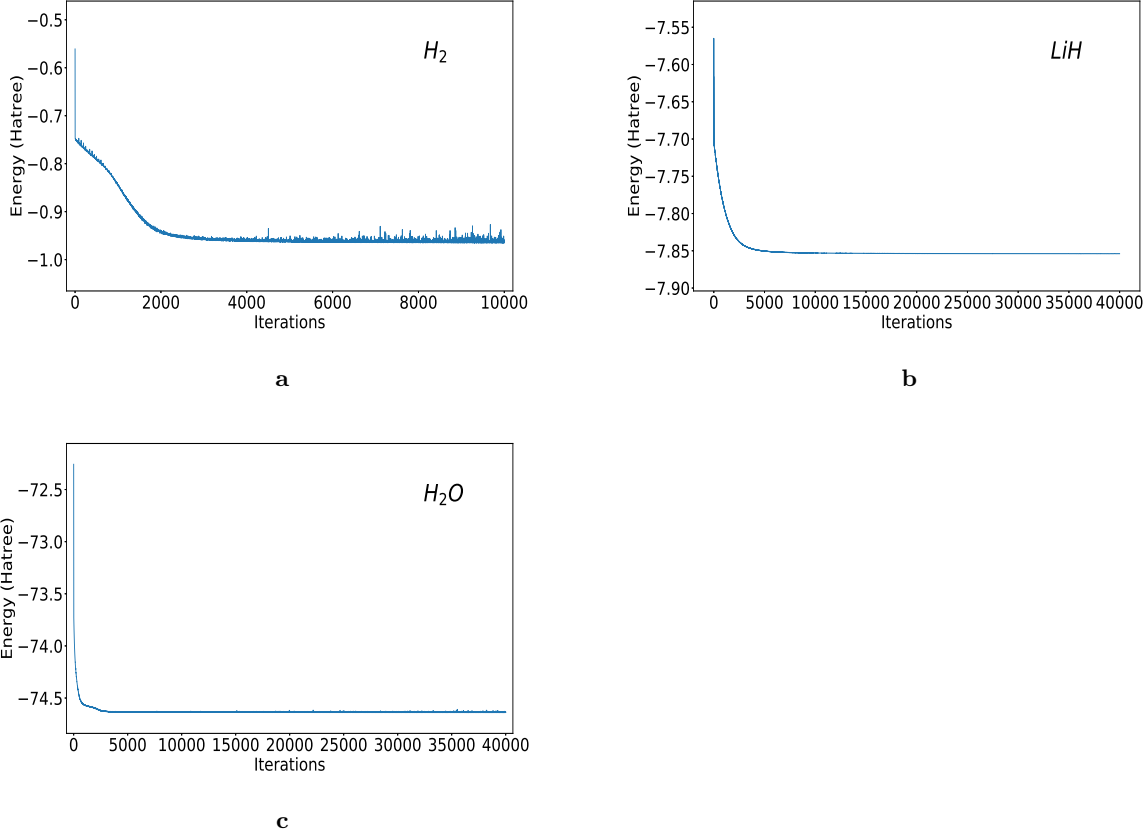 H₂
−0.5
−0.6
−0.7
−0.8
−0.9
−1.0
Energy (Hatree)
0 2000 4000 6000 8000 10000
Iterations
a
LiH
−7.55
−7.60
−7.65
−7.70
−7.75
−7.80
−7.85
−7.90
Energy (Hatree)
0 5000 10000 15000 20000 25000 30000 35000 40000
Iterations
b
H₂O
−72.5
−73.0
−73.5
−74.0
−74.5
Energy (Hatree)
0 5000 10000 15000 20000 25000 30000 35000 40000
Iterations
c